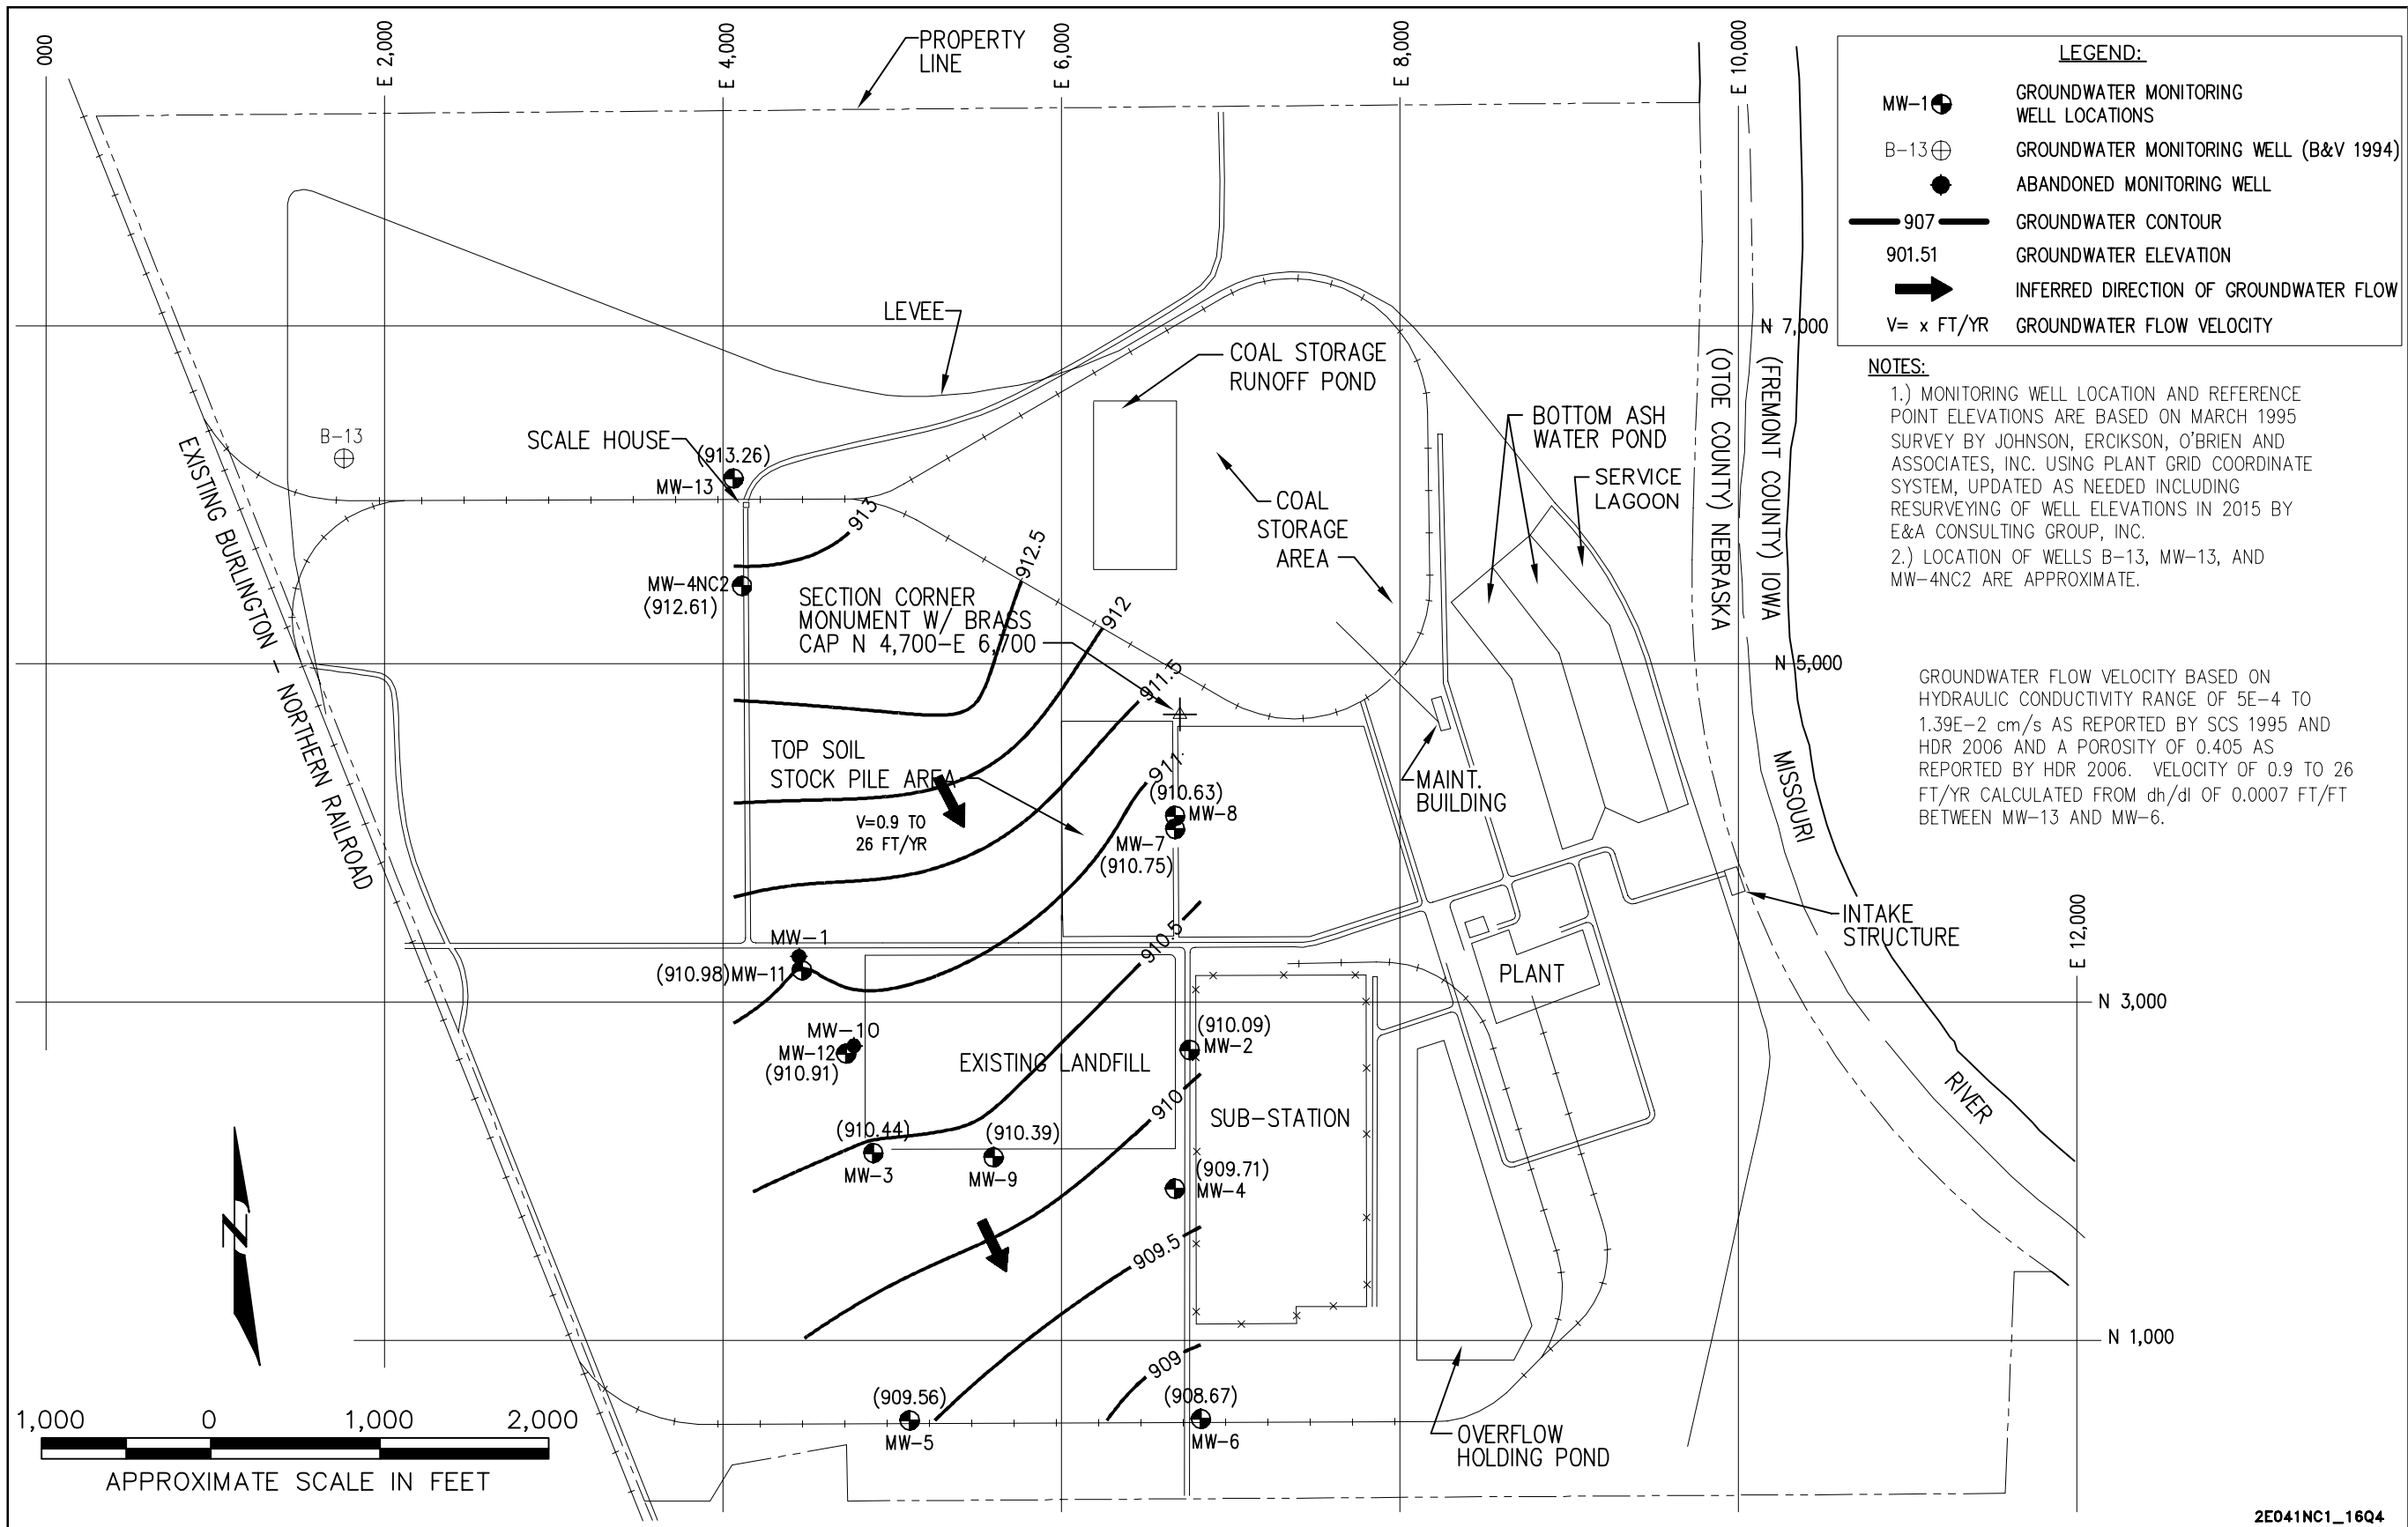 000
E 2,000
E 4,000
E 6,000
E 8,000
E 10,000
PROPERTY
LINE
LEGEND:
MW-1
GROUNDWATER MONITORING
WELL LOCATIONS
B-13
GROUNDWATER MONITORING WELL (B&V 1994)
ABANDONED MONITORING WELL
907
GROUNDWATER CONTOUR
901.51
GROUNDWATER ELEVATION
INFERRED DIRECTION OF GROUNDWATER FLOW
V= x FT/YR
GROUNDWATER FLOW VELOCITY
N 7,000
LEVEE
COAL STORAGE
RUNOFF POND
NOTES:
1.) MONITORING WELL LOCATION AND REFERENCE
POINT ELEVATIONS ARE BASED ON MARCH 1995
SURVEY BY JOHNSON, ERCIKSON, O'BRIEN AND
ASSOCIATES, INC. USING PLANT GRID COORDINATE
SYSTEM, UPDATED AS NEEDED INCLUDING
RESURVEYING OF WELL ELEVATIONS IN 2015 BY
E&A CONSULTING GROUP, INC.
2.) LOCATION OF WELLS B-13, MW-13, AND
MW-4NC2 ARE APPROXIMATE.
(OTOE COUNTY) NEBRASKA
(FREMONT COUNTY) IOWA
BOTTOM ASH
WATER POND
SERVICE
LAGOON
B-13
SCALE HOUSE
(913.26)
MW-13
EXISTING BURLINGTON - NORTHERN RAILROAD
COAL
STORAGE
AREA
913
912.5
912
911.5
911
MW-4NC2
(912.61)
SECTION CORNER
MONUMENT W/ BRASS
CAP N 4,700-E 6,700
N 5,000
GROUNDWATER FLOW VELOCITY BASED ON
HYDRAULIC CONDUCTIVITY RANGE OF 5E-4 TO
1.39E-2 cm/s AS REPORTED BY SCS 1995 AND
HDR 2006 AND A POROSITY OF 0.405 AS
REPORTED BY HDR 2006. VELOCITY OF 0.9 TO 26
FT/YR CALCULATED FROM dh/dl OF 0.0007 FT/FT
BETWEEN MW-13 AND MW-6.
TOP SOIL
STOCK PILE AREA
V=0.9 TO
26 FT/YR
(910.63)
MW-8
MW-7
(910.75)
MAINT.
BUILDING
MISSOURI
RIVER
INTAKE
STRUCTURE
E 12,000
MW-1
(910.98)
MW-11
910.5
PLANT
N 3,000
MW-10
MW-12
(910.91)
EXISTING LANDFILL
(910.09)
MW-2
910
SUB-STATION
(910.44)
MW-3
(910.39)
MW-9
(909.71)
MW-4
N
909.5
909
N 1,000
(909.56)
MW-5
(908.67)
MW-6
OVERFLOW
HOLDING POND
1,000
0
1,000
2,000
APPROXIMATE SCALE IN FEET
2E041NC1_16Q4